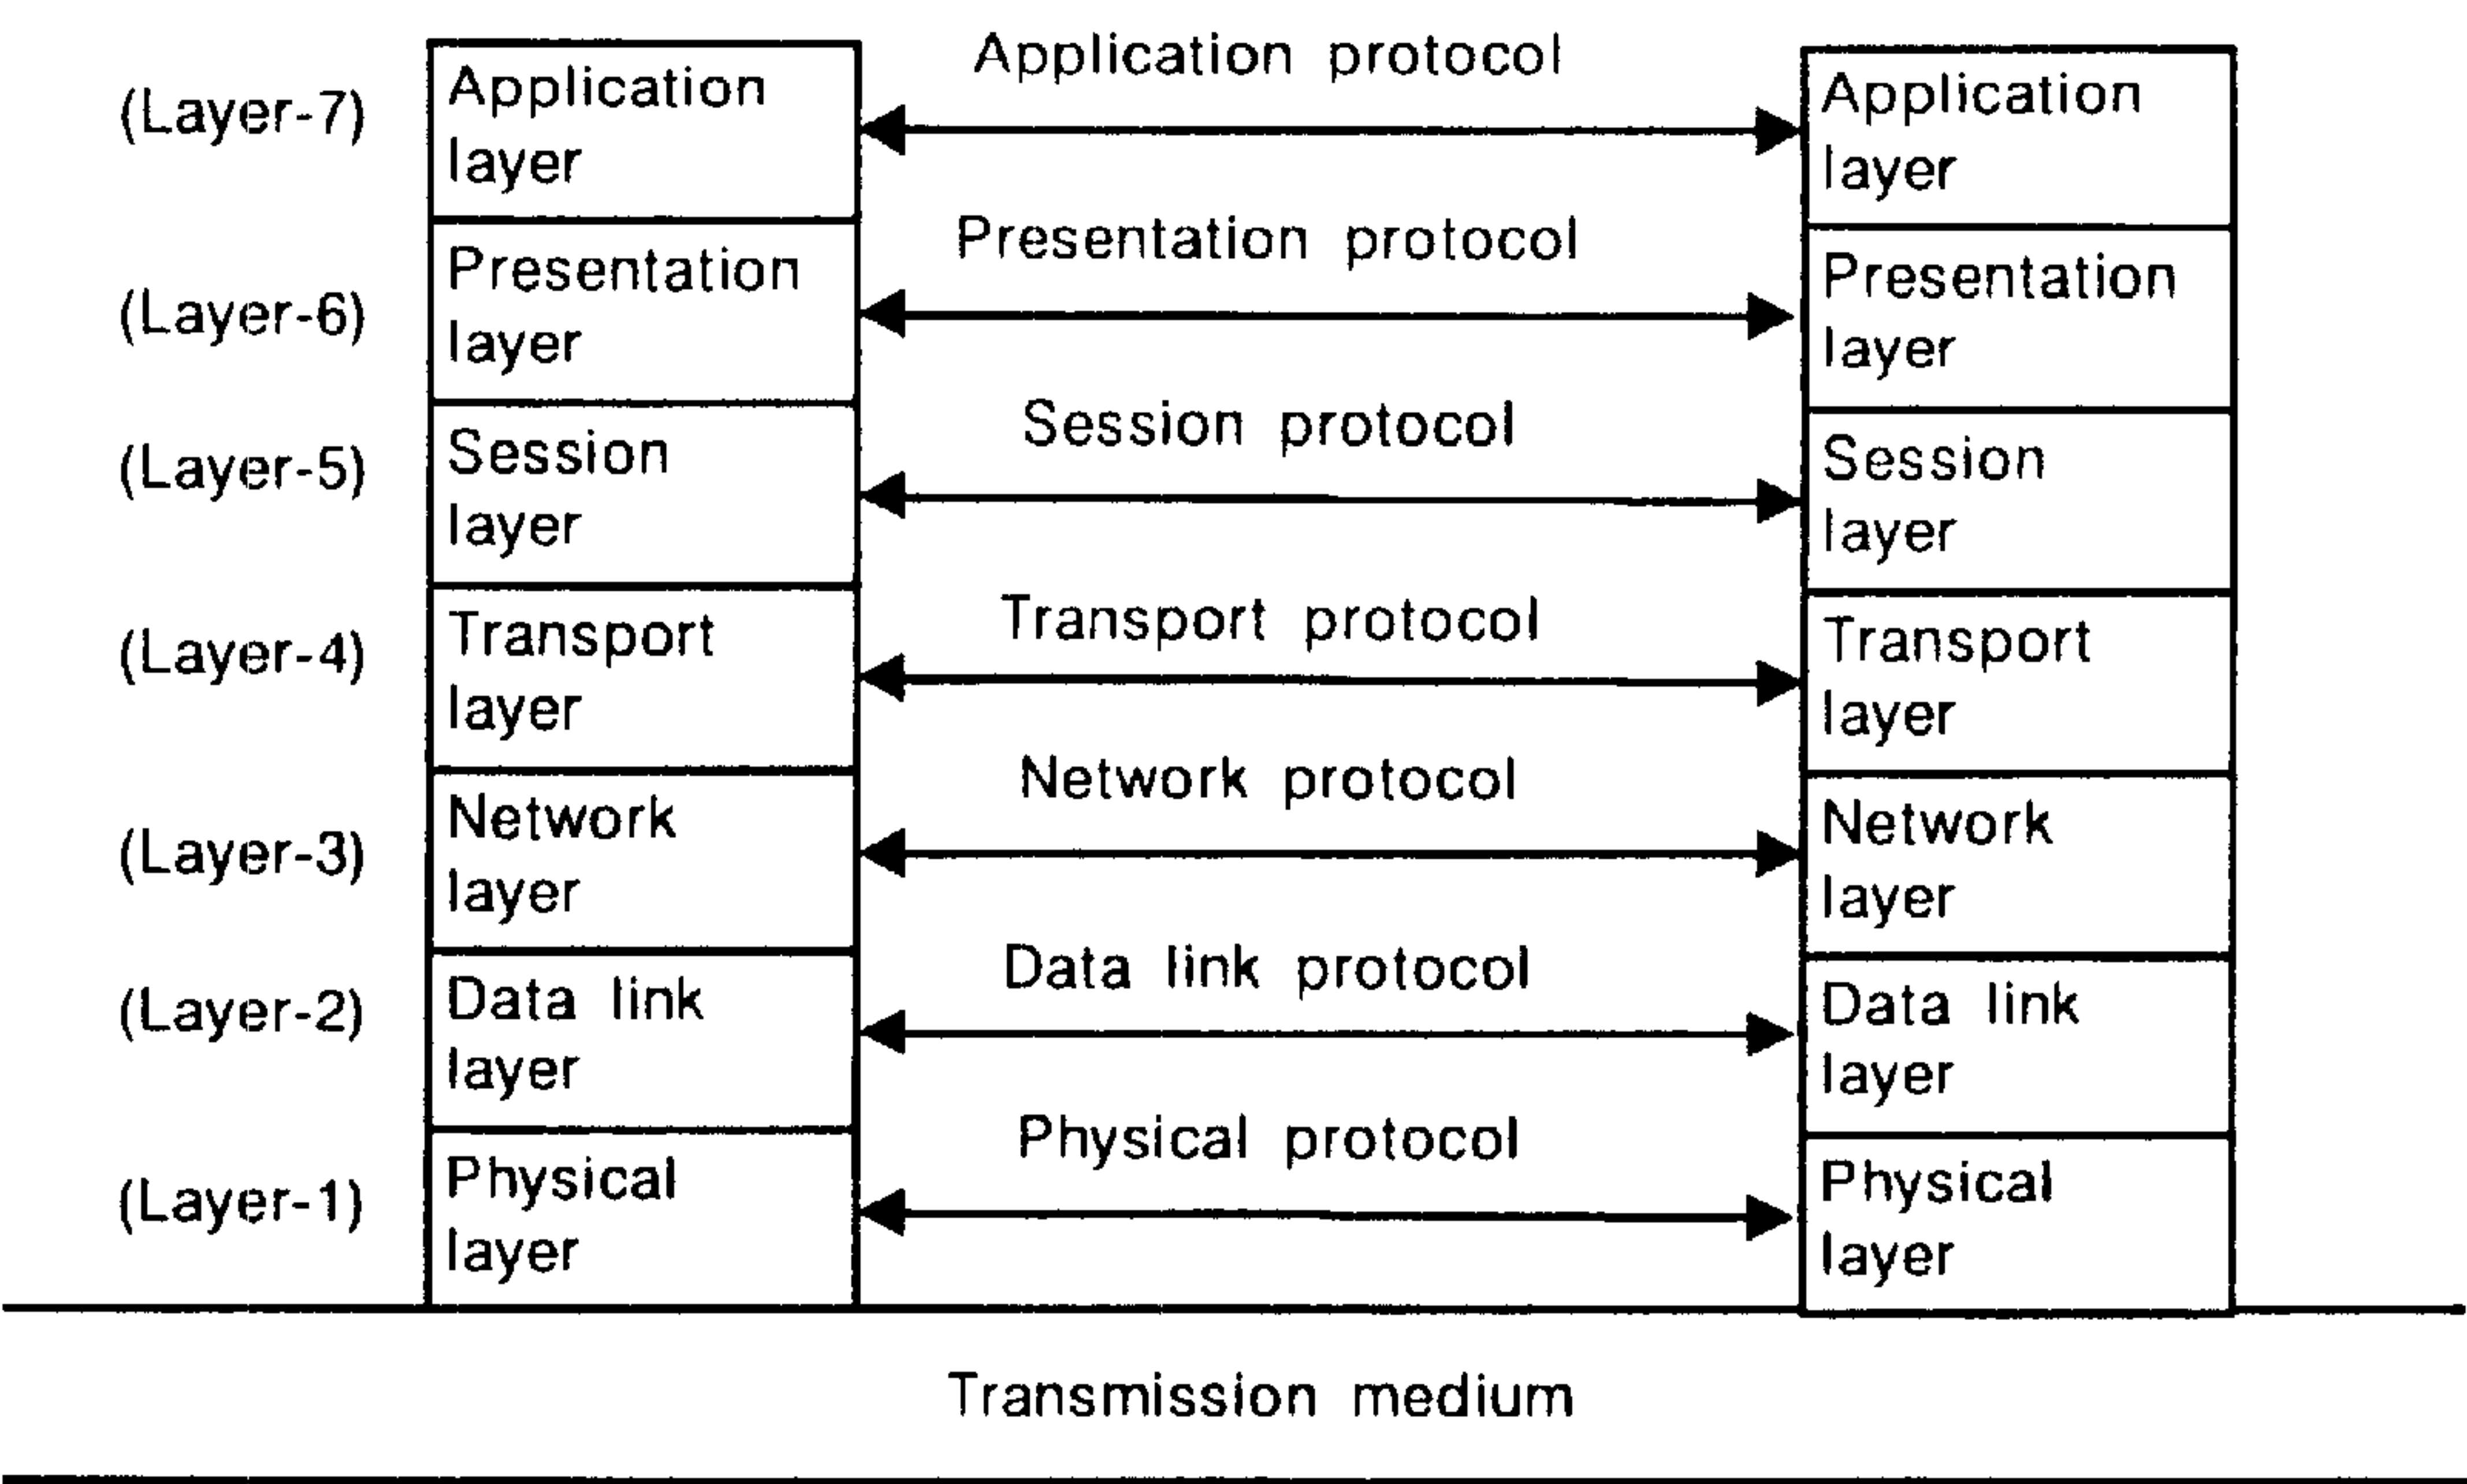 Application protocol
(Layer-7)
Application
layer
Application
layer
Presentation protocol
(Layer-6)
Presentation
layer
Presentation
layer
Session protocol
(Layer-5)
Session
layer
Session
layer
Transport protocol
(Layer-4)
Transport
layer
Transport
layer
Network protocol
(Layer-3)
Network
layer
Network
layer
Data link protocol
(Layer-2)
Data link
layer
Data link
layer
Physical protocol
(Layer-1)
Physical
layer
Physical
layer
Transmission medium